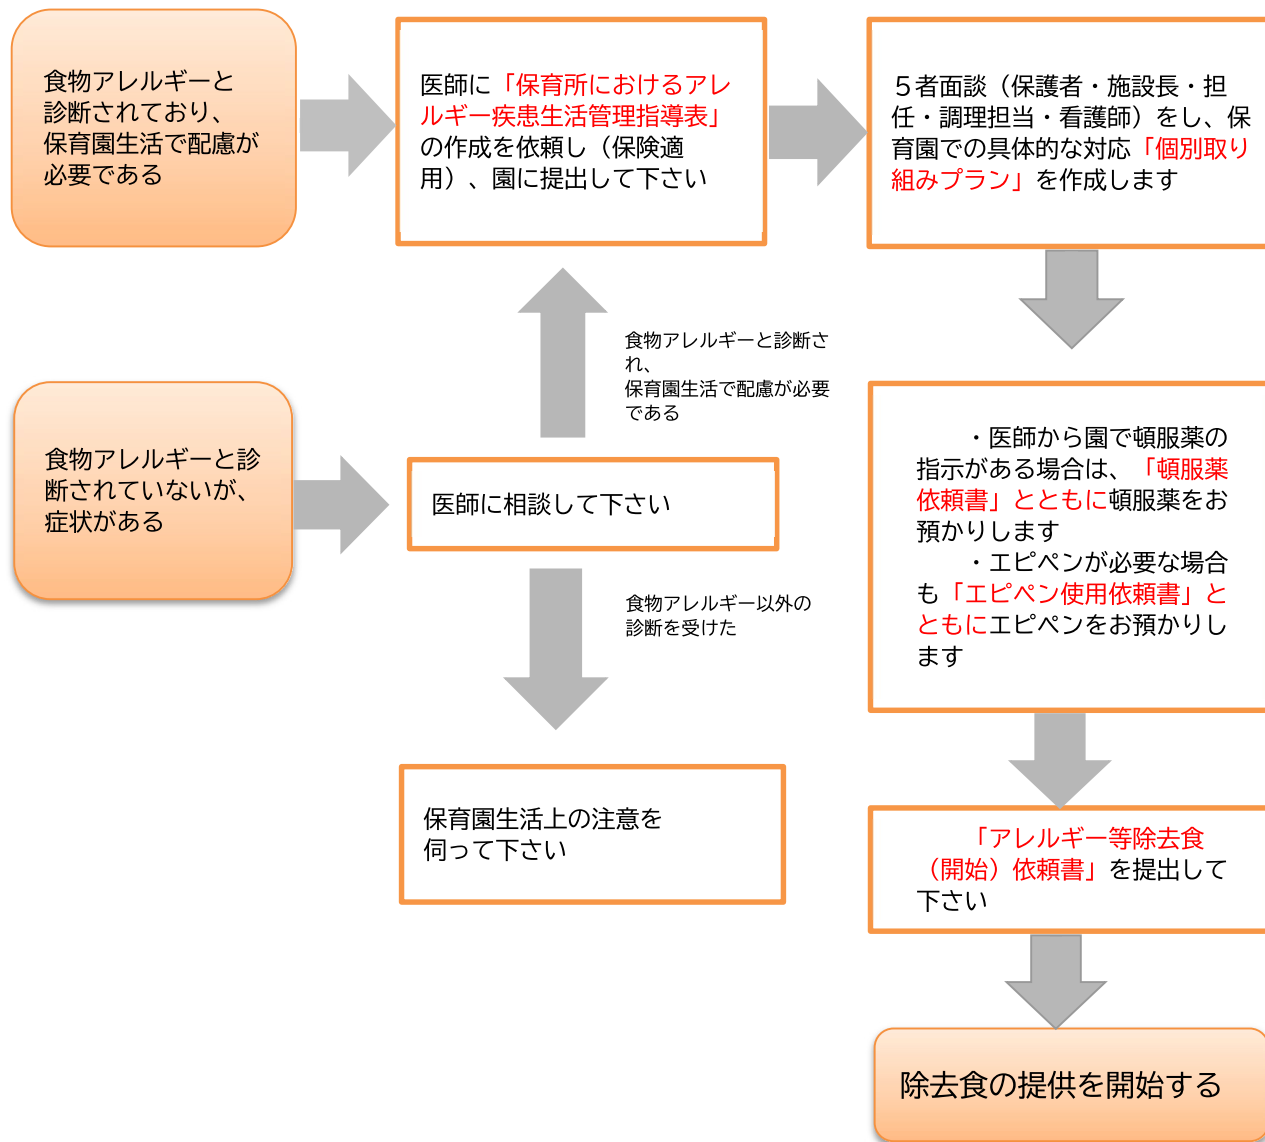 食物アレルギーと
診断されており、
保育園生活で配慮が
必要である
医師に「保育所におけるアレ
ルギー疾患生活管理指導表」
の作成を依頼し（保険適
用）、園に提出して下さい
５者面談（保護者・施設長・担
任・調理担当・看護師）をし、保
育園での具体的な対応「個別取り
組みプラン」を作成します
食物アレルギーと診断さ
れ、
保育園生活で配慮が必要
である
食物アレルギーと診
断されていないが、
症状がある
医師に相談して下さい
食物アレルギー以外の
診断を受けた
保育園生活上の注意を
伺って下さい
・医師から園で頓服薬の
指示がある場合は、「頓服薬
依頼書」とともに頓服薬をお
預かりします
・エピペンが必要な場合
も「エピペン使用依頼書」と
ともにエピペンをお預かりし
ます
「アレルギー等除去食
（開始）依頼書」を提出して
下さい
除去食の提供を開始する